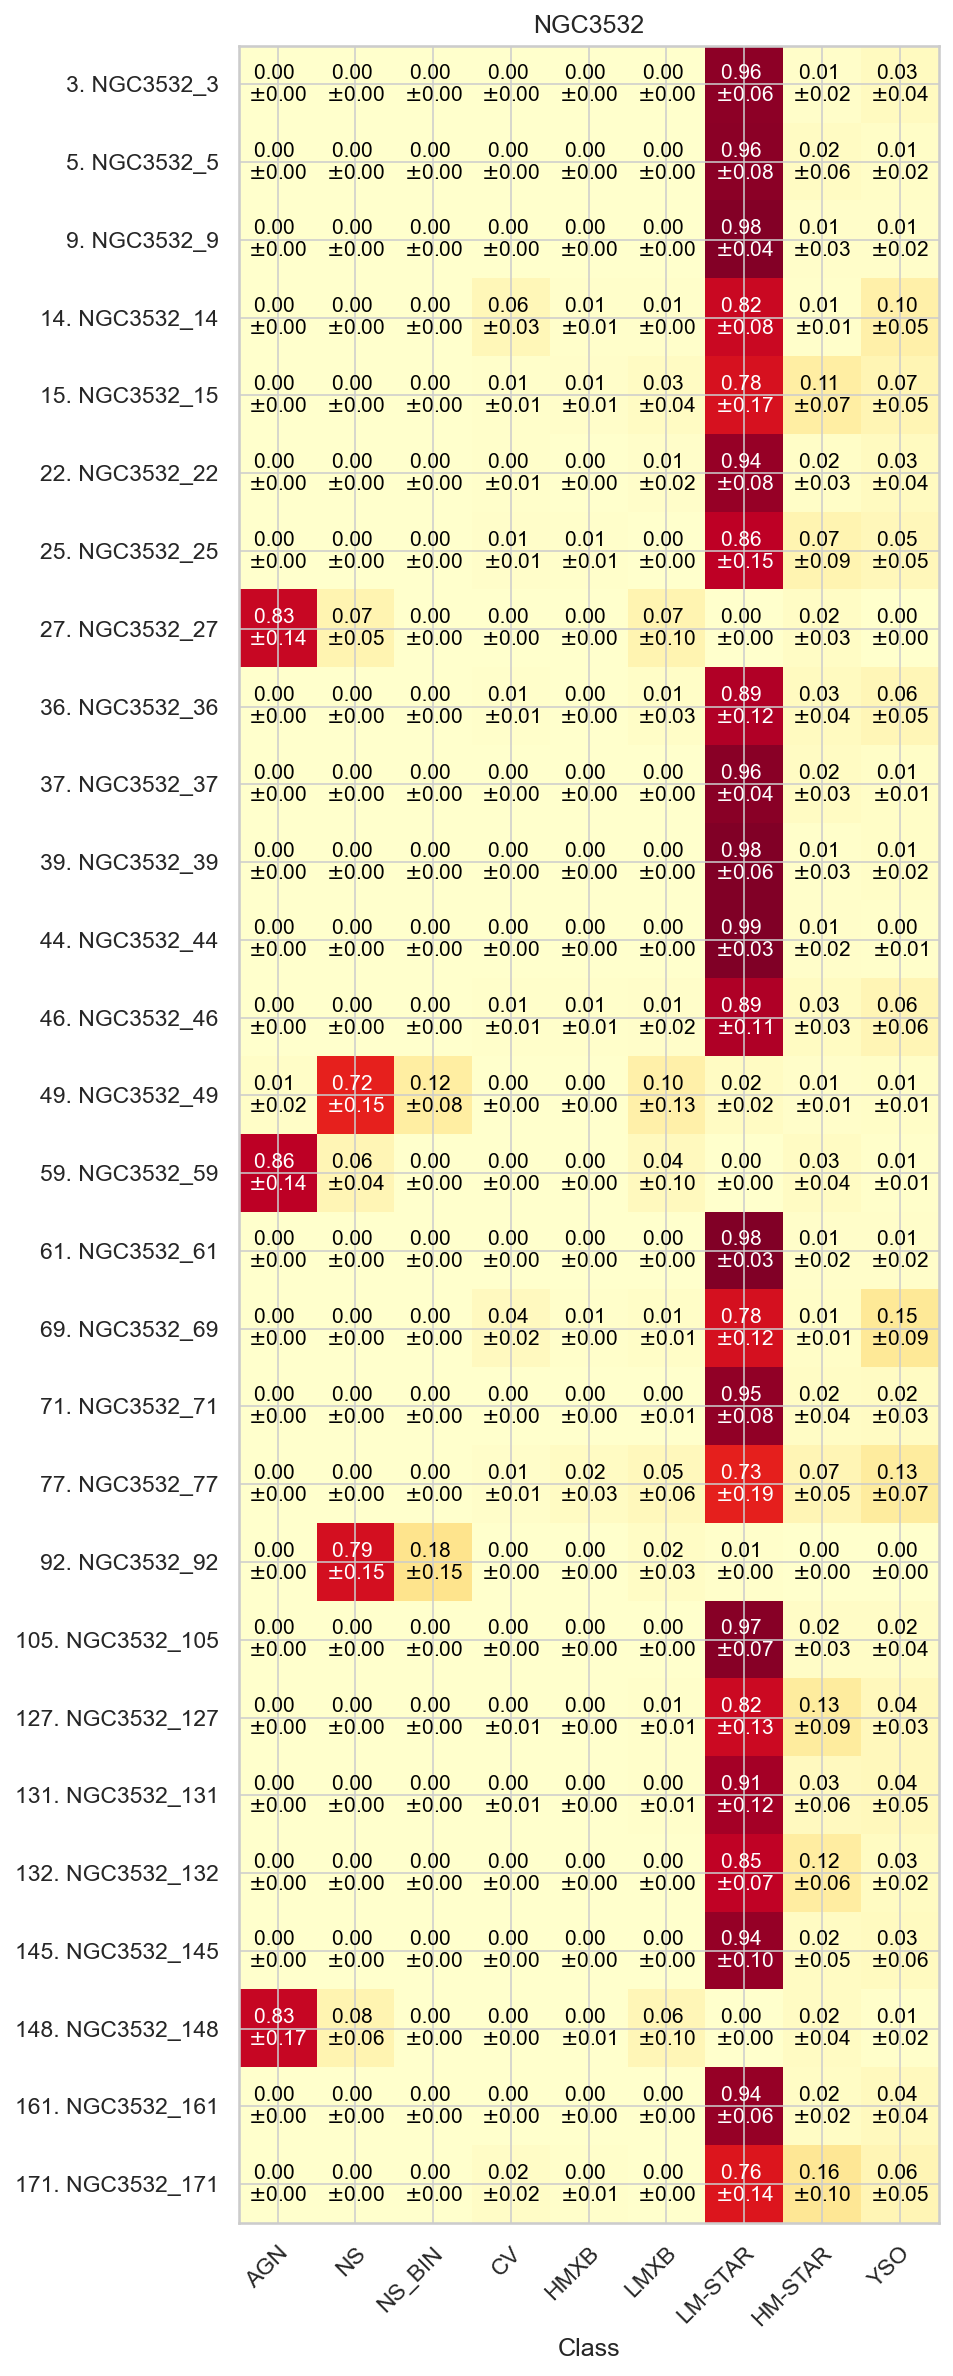 NGC3532
3. NGC3532_3 0.00 0.00 0.00 0.00 0.00 0.00 0.96 0.01 0.03
±0.00 ±0.00 ±0.00 ±0.00 ±0.00 ±0.00 ±0.06 ±0.02 ±0.04
5. NGC3532_5 0.00 0.00 0.00 0.00 0.00 0.00 0.96 0.02 0.01
±0.00 ±0.00 ±0.00 ±0.00 ±0.00 ±0.00 ±0.08 ±0.06 ±0.02
9. NGC3532_9 0.00 0.00 0.00 0.00 0.00 0.00 0.98 0.01 0.01
±0.00 ±0.00 ±0.00 ±0.00 ±0.00 ±0.00 ±0.04 ±0.03 ±0.02
14. NGC3532_14 0.00 0.00 0.00 0.06 0.01 0.01 0.82 0.01 0.10
±0.00 ±0.00 ±0.00 ±0.03 ±0.01 ±0.00 ±0.08 ±0.01 ±0.05
15. NGC3532_15 0.00 0.00 0.00 0.01 0.01 0.03 0.78 0.11 0.07
±0.00 ±0.00 ±0.00 ±0.01 ±0.01 ±0.04 ±0.17 ±0.07 ±0.05
22. NGC3532_22 0.00 0.00 0.00 0.00 0.00 0.01 0.94 0.02 0.03
±0.00 ±0.00 ±0.00 ±0.01 ±0.00 ±0.02 ±0.08 ±0.03 ±0.04
25. NGC3532_25 0.00 0.00 0.00 0.01 0.01 0.00 0.86 0.07 0.05
±0.00 ±0.00 ±0.00 ±0.01 ±0.01 ±0.00 ±0.15 ±0.09 ±0.05
27. NGC3532_27 0.83 0.07 0.00 0.00 0.00 0.07 0.00 0.02 0.00
±0.14 ±0.05 ±0.00 ±0.00 ±0.00 ±0.10 ±0.00 ±0.03 ±0.00
36. NGC3532_36 0.00 0.00 0.00 0.01 0.00 0.01 0.89 0.03 0.06
±0.00 ±0.00 ±0.00 ±0.01 ±0.00 ±0.03 ±0.12 ±0.04 ±0.05
37. NGC3532_37 0.00 0.00 0.00 0.00 0.00 0.00 0.96 0.02 0.01
±0.00 ±0.00 ±0.00 ±0.00 ±0.00 ±0.00 ±0.04 ±0.03 ±0.01
39. NGC3532_39 0.00 0.00 0.00 0.00 0.00 0.00 0.98 0.01 0.01
±0.00 ±0.00 ±0.00 ±0.00 ±0.00 ±0.00 ±0.06 ±0.03 ±0.02
44. NGC3532_44 0.00 0.00 0.00 0.00 0.00 0.00 0.99 0.01 0.00
±0.00 ±0.00 ±0.00 ±0.00 ±0.00 ±0.00 ±0.03 ±0.02 ±0.01
46. NGC3532_46 0.00 0.00 0.00 0.01 0.01 0.01 0.89 0.03 0.06
±0.00 ±0.00 ±0.00 ±0.01 ±0.01 ±0.02 ±0.11 ±0.03 ±0.06
49. NGC3532_49 0.01 0.72 0.12 0.00 0.00 0.10 0.02 0.01 0.01
±0.02 ±0.15 ±0.08 ±0.00 ±0.00 ±0.13 ±0.02 ±0.01 ±0.01
59. NGC3532_59 0.86 0.06 0.00 0.00 0.00 0.04 0.00 0.03 0.01
±0.14 ±0.04 ±0.00 ±0.00 ±0.00 ±0.10 ±0.00 ±0.04 ±0.01
61. NGC3532_61 0.00 0.00 0.00 0.00 0.00 0.00 0.98 0.01 0.01
±0.00 ±0.00 ±0.00 ±0.00 ±0.00 ±0.00 ±0.03 ±0.02 ±0.02
69. NGC3532_69 0.00 0.00 0.00 0.04 0.01 0.01 0.78 0.01 0.15
±0.00 ±0.00 ±0.00 ±0.02 ±0.00 ±0.01 ±0.12 ±0.01 ±0.09
71. NGC3532_71 0.00 0.00 0.00 0.00 0.00 0.00 0.95 0.02 0.02
±0.00 ±0.00 ±0.00 ±0.00 ±0.00 ±0.01 ±0.08 ±0.04 ±0.03
77. NGC3532_77 0.00 0.00 0.00 0.01 0.02 0.05 0.73 0.07 0.13
±0.00 ±0.00 ±0.00 ±0.01 ±0.03 ±0.06 ±0.19 ±0.05 ±0.07
92. NGC3532_92 0.00 0.79 0.18 0.00 0.00 0.02 0.01 0.00 0.00
±0.00 ±0.15 ±0.15 ±0.00 ±0.00 ±0.03 ±0.00 ±0.00 ±0.00
105. NGC3532_105 0.00 0.00 0.00 0.00 0.00 0.00 0.97 0.02 0.02
±0.00 ±0.00 ±0.00 ±0.00 ±0.00 ±0.00 ±0.07 ±0.03 ±0.04
127. NGC3532_127 0.00 0.00 0.00 0.00 0.00 0.01 0.82 0.13 0.04
±0.00 ±0.00 ±0.00 ±0.01 ±0.00 ±0.01 ±0.13 ±0.09 ±0.03
131. NGC3532_131 0.00 0.00 0.00 0.00 0.00 0.00 0.91 0.03 0.04
±0.00 ±0.00 ±0.00 ±0.01 ±0.00 ±0.01 ±0.12 ±0.06 ±0.05
132. NGC3532_132 0.00 0.00 0.00 0.00 0.00 0.00 0.85 0.12 0.03
±0.00 ±0.00 ±0.00 ±0.00 ±0.00 ±0.00 ±0.07 ±0.06 ±0.02
145. NGC3532_145 0.00 0.00 0.00 0.00 0.00 0.00 0.94 0.02 0.03
±0.00 ±0.00 ±0.00 ±0.00 ±0.00 ±0.00 ±0.10 ±0.05 ±0.06
148. NGC3532_148 0.83 0.08 0.00 0.00 0.00 0.06 0.00 0.02 0.01
±0.17 ±0.06 ±0.00 ±0.00 ±0.01 ±0.10 ±0.00 ±0.04 ±0.02
161. NGC3532_161 0.00 0.00 0.00 0.00 0.00 0.00 0.94 0.02 0.04
±0.00 ±0.00 ±0.00 ±0.00 ±0.00 ±0.00 ±0.06 ±0.02 ±0.04
171. NGC3532_171 0.00 0.00 0.00 0.02 0.00 0.00 0.76 0.16 0.06
±0.00 ±0.00 ±0.00 ±0.02 ±0.01 ±0.00 ±0.14 ±0.10 ±0.05
AGN NS NS_BIN CV HMXB LMXB LM-STAR HM-STAR YSO
Class